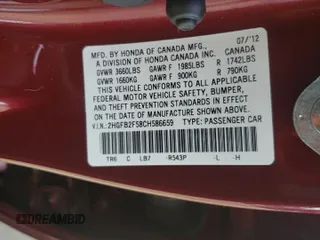 MFD. BY HONDA OF CANADA MFG., CANADA 07/'12
A DIVISION OF HONDA CANADA INC.
GVWR 3660LBS GAWR F 1985LBS R 1742LBS
GVWR 1660KG GAWR F 900KG R 790KG
THIS VEHICLE CONFORMS TO ALL APPLICABLE
FEDERAL MOTOR VEHICLE SAFETY, BUMPER,
AND THEFT PREVENTION STANDARDS IN EFFECT
ON THE DATE OF MANUFACTURE SHOWN ABOVE.
V.I.N.: 2HGFB2F58CH586659 TYPE: PASSENGER CAR
TR6 C LB7 -R543P -L -H
DREAMBID